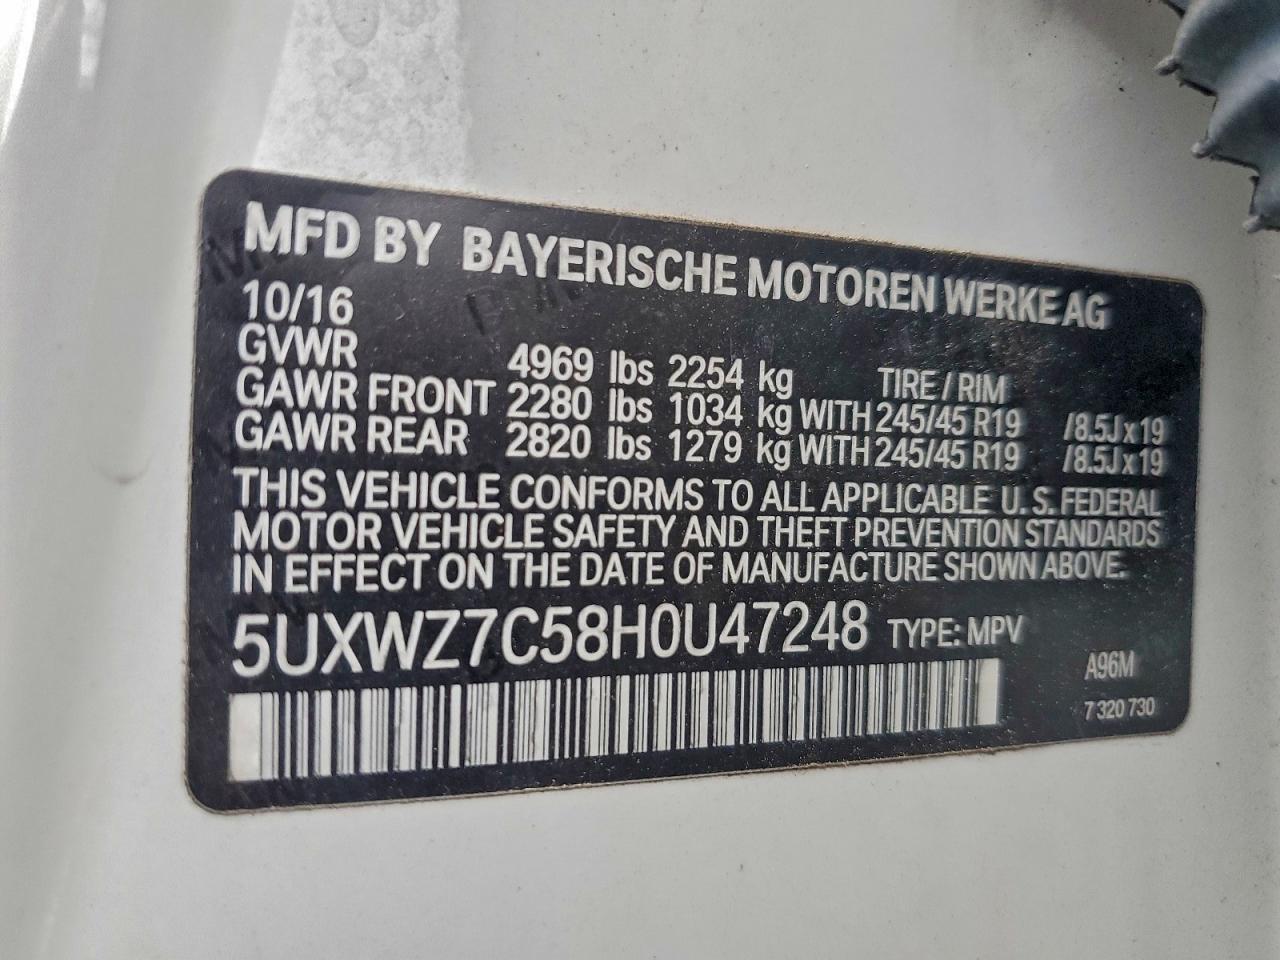 MFD BY BAYERISCHE MOTOREN WERKE AG
10/16
GVWR 4969 lbs 2254 kg TIRE / RIM
GAWR FRONT 2280 lbs 1034 kg WITH 245/45 R19 /8.5J x 19
GAWR REAR 2820 lbs 1279 kg WITH 245/45 R19 /8.5J x 19
THIS VEHICLE CONFORMS TO ALL APPLICABLE U.S. FEDERAL
MOTOR VEHICLE SAFETY AND THEFT PREVENTION STANDARDS
IN EFFECT ON THE DATE OF MANUFACTURE SHOWN ABOVE.
5UXWZ7C58H0U47248 TYPE: MPV
A96M
7 320 730